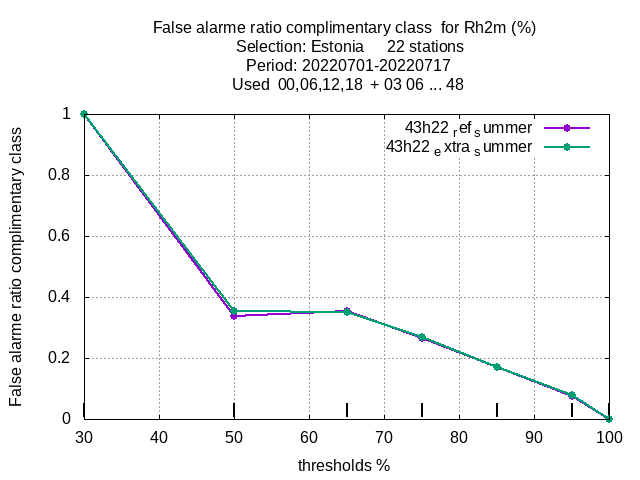 False alarme ratio complimentary class  for Rh2m (%)
Selection: Estonia     22 stations
Period: 20220701-20220717
Used  00,06,12,18  + 03 06 ... 48
43h22 ref summer
43h22 extra summer
False alarme ratio complimentary class
1
0.8
0.6
0.4
0.2
0
30 40 50 60 70 80 90 100
thresholds %